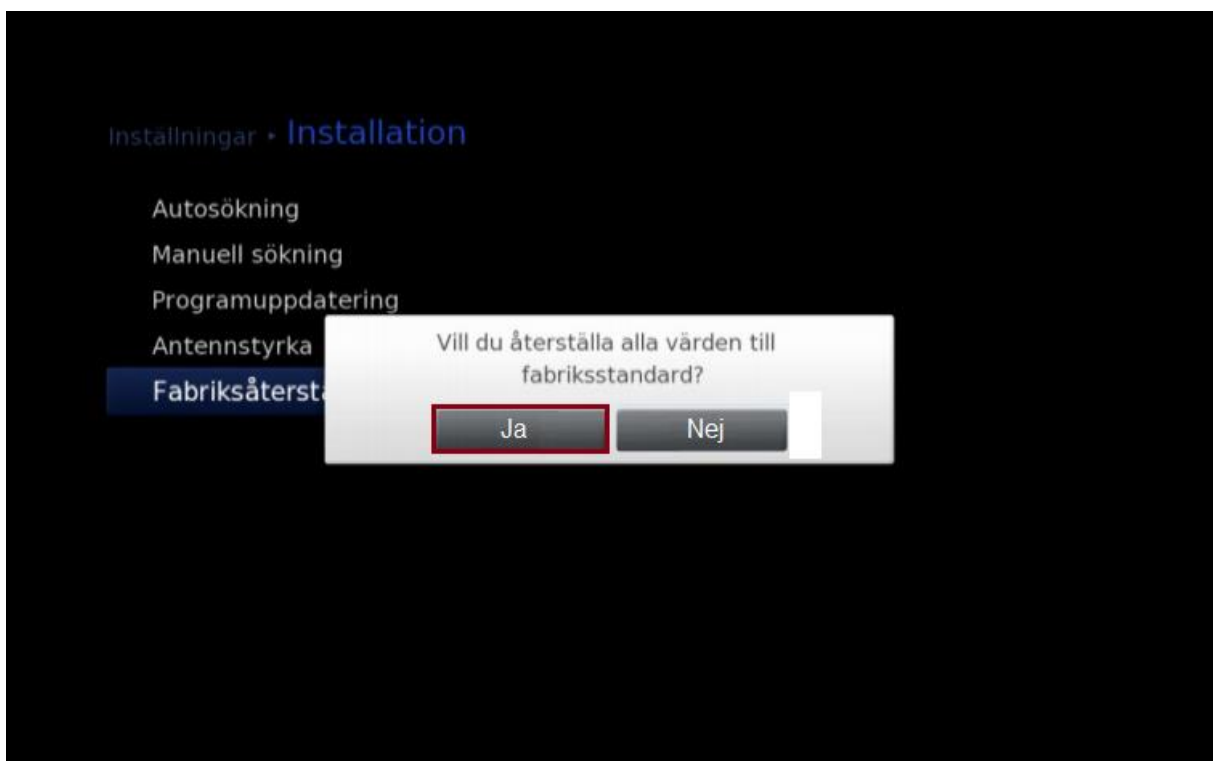 Inställningar ‣ Installation
Autosökning
Manuell sökning
Programuppdatering
Antennstyrka
Vill du återställa alla värden till
fabriksstandard?
Ja Nej